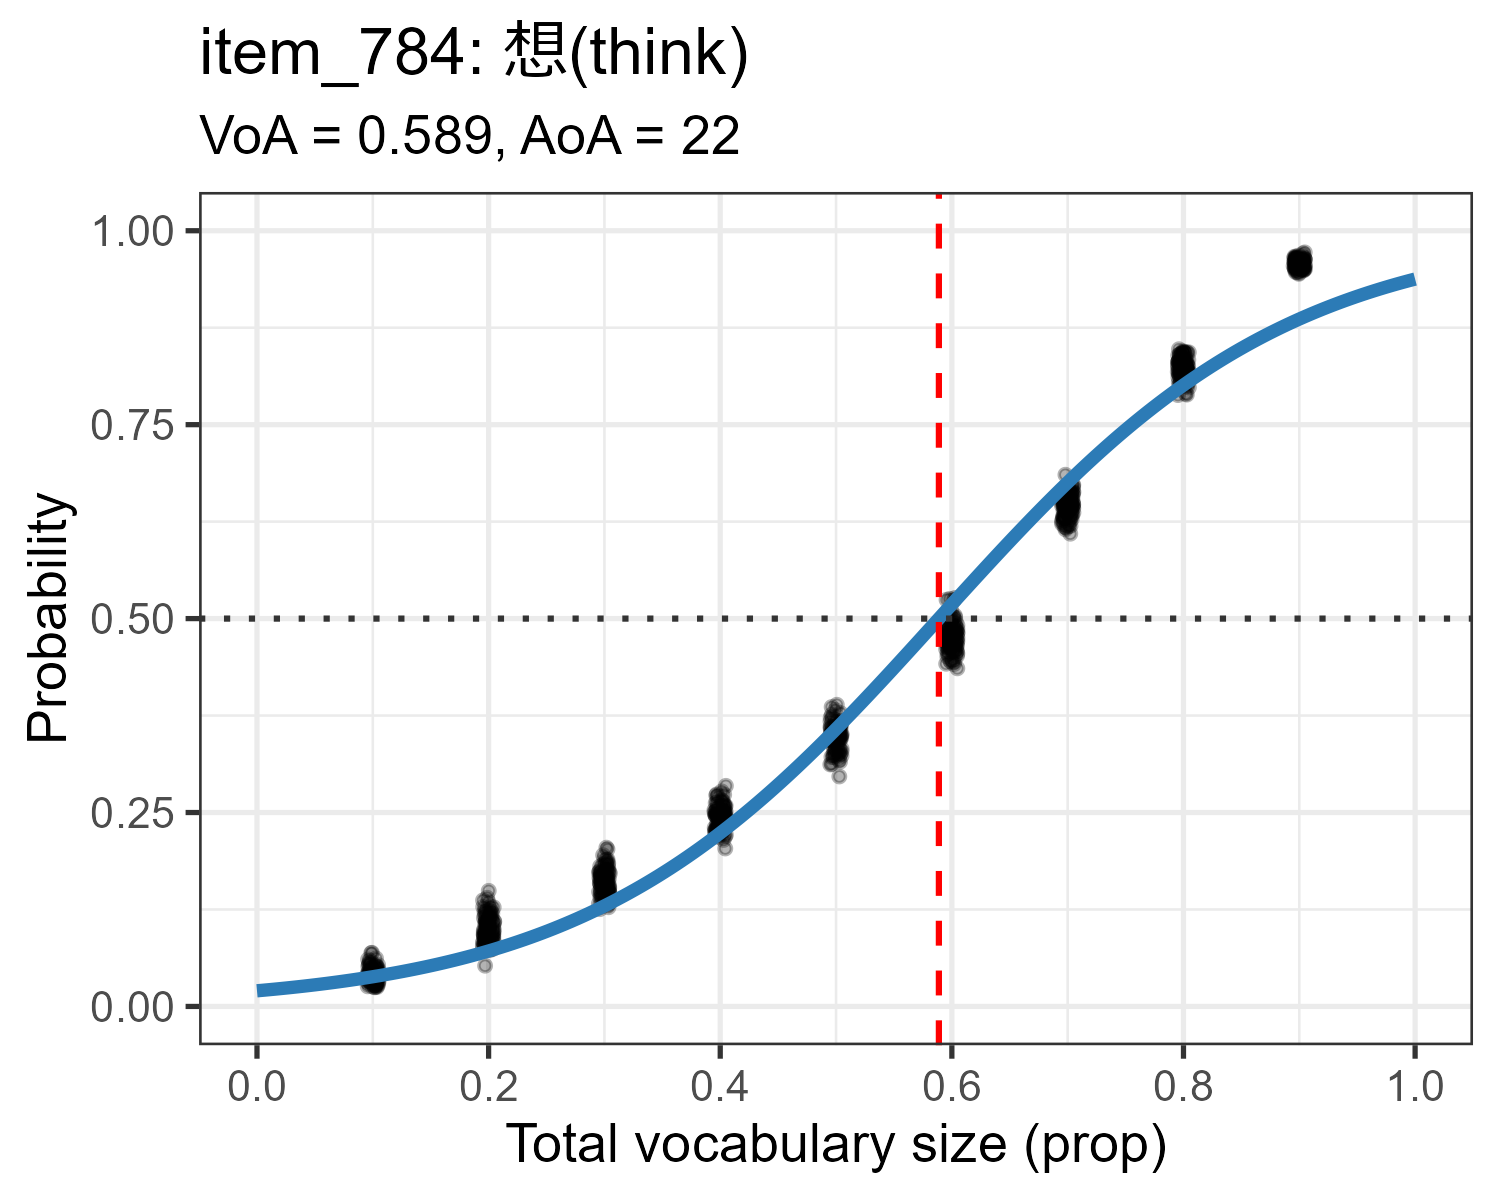 item_784: 想(think)
VoA = 0.589, AoA = 22
1.00
0.75
0.50
0.25
0.00
Probability
0.0 0.2 0.4 0.6 0.8 1.0
Total vocabulary size (prop)